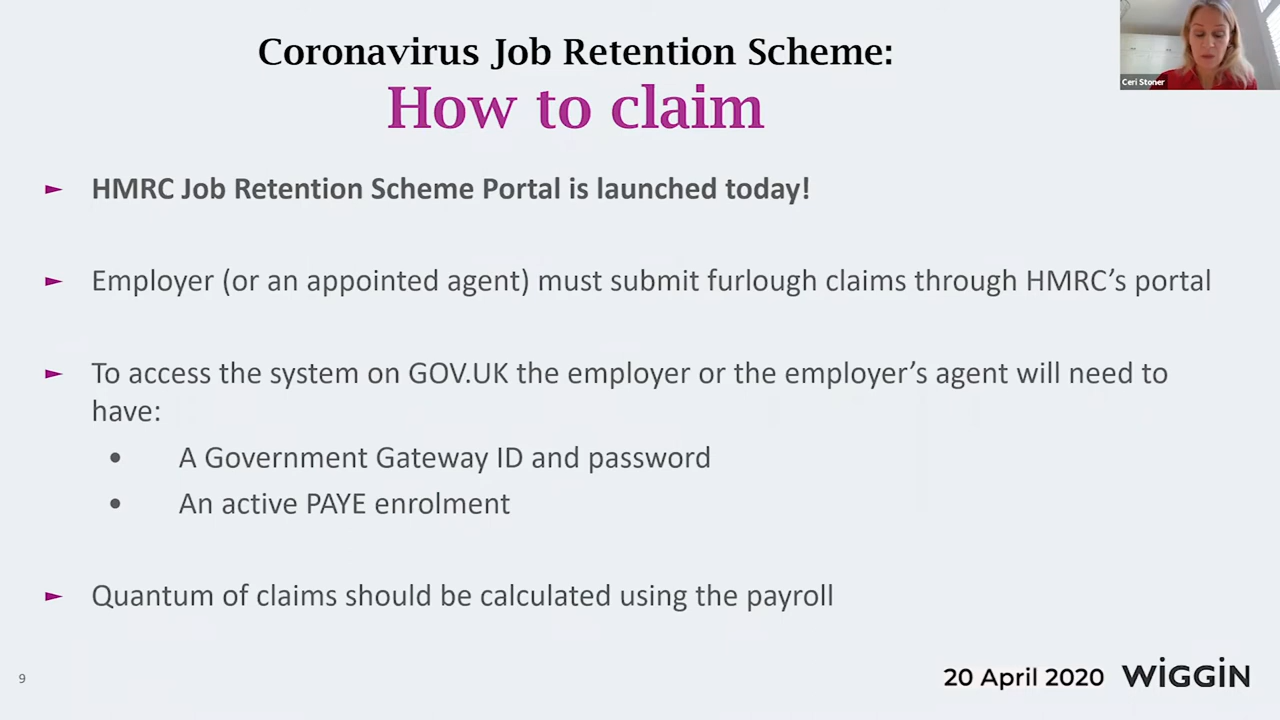 Coronavirus Job Retention Scheme:
How to claim
Ceri Stoner
► HMRC Job Retention Scheme Portal is launched today!
► Employer (or an appointed agent) must submit furlough claims through HMRC’s portal
► To access the system on GOV.UK the employer or the employer’s agent will need to
have:
• A Government Gateway ID and password
• An active PAYE enrolment
► Quantum of claims should be calculated using the payroll
9
20 April 2020 WiGGiN